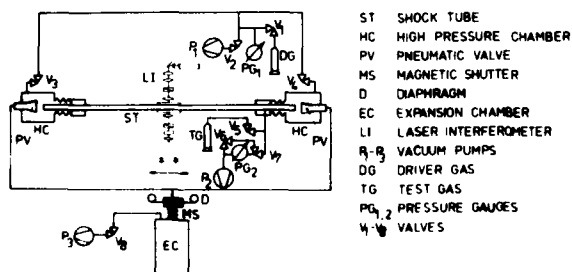 V1
P1
V2
PG1
DG
LI
V3
V4
ST
HC
HC
PV
PV
TG
V5
V6
V7
PG2
P2
D
MS
P3
V8
EC
ST SHOCK TUBE
HC HIGH PRESSURE CHAMBER
PV PNEUMATIC VALVE
MS MAGNETIC SHUTTER
D DIAPHRAGM
EC EXPANSION CHAMBER
LI LASER INTERFEROMETER
P1-P3 VACUUM PUMPS
DG DRIVER GAS
TG TEST GAS
PG1,2 PRESSURE GAUGES
V1-V8 VALVES